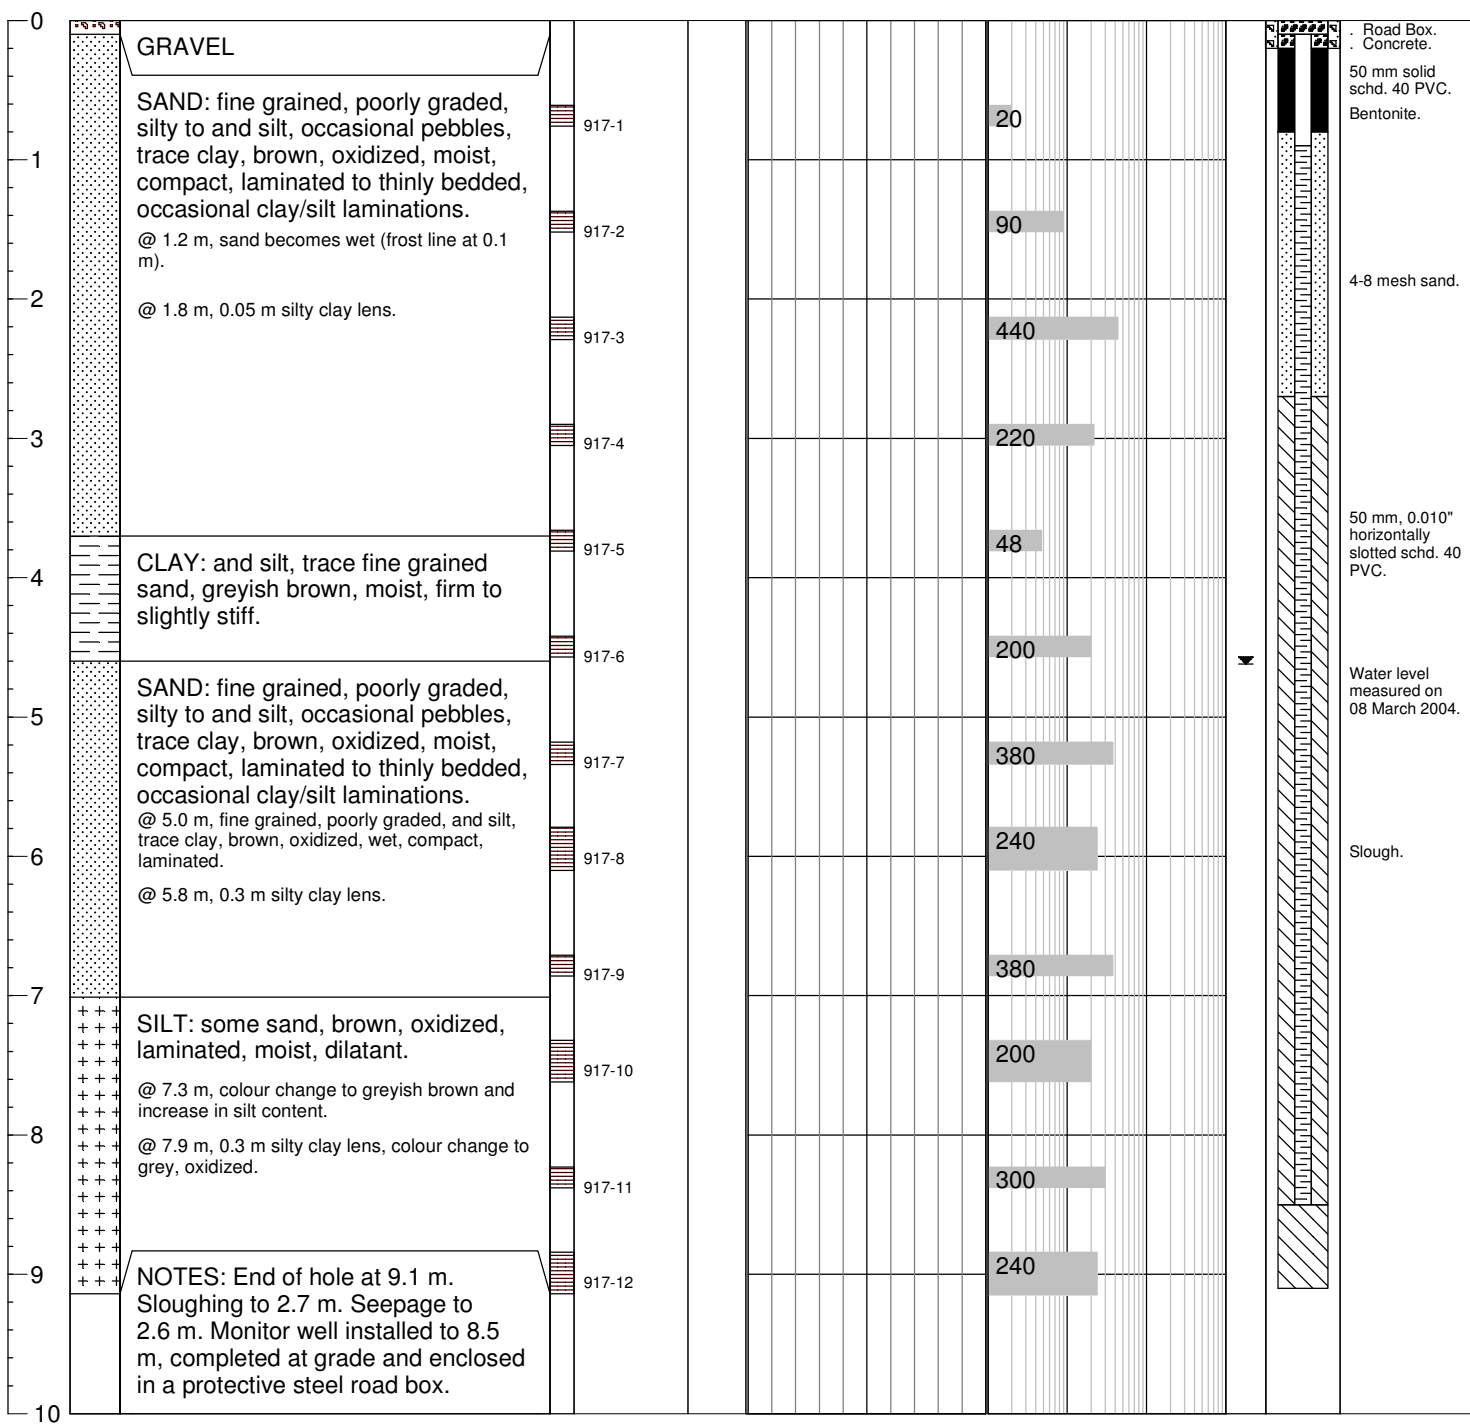 0
1
2
3
4
5
6
7
8
9
10
GRAVEL
SAND: fine grained, poorly graded,
silty to and silt, occasional pebbles,
trace clay, brown, oxidized, moist,
compact, laminated to thinly bedded,
occasional clay/silt laminations.
@ 1.2 m, sand becomes wet (frost line at 0.1
m).
@ 1.8 m, 0.05 m silty clay lens.
CLAY: and silt, trace fine grained
sand, greyish brown, moist, firm to
slightly stiff.
SAND: fine grained, poorly graded,
silty to and silt, occasional pebbles,
trace clay, brown, oxidized, moist,
compact, laminated to thinly bedded,
occasional clay/silt laminations.
@ 5.0 m, fine grained, poorly graded, and silt,
trace clay, brown, oxidized, wet, compact,
laminated.
@ 5.8 m, 0.3 m silty clay lens.
SILT: some sand, brown, oxidized,
laminated, moist, dilatant.
@ 7.3 m, colour change to greyish brown and
increase in silt content.
@ 7.9 m, 0.3 m silty clay lens, colour change to
grey, oxidized.
NOTES: End of hole at 9.1 m.
Sloughing to 2.7 m. Seepage to
2.6 m. Monitor well installed to 8.5
m, completed at grade and enclosed
in a protective steel road box.
917-1
917-2
917-3
917-4
917-5
917-6
917-7
917-8
917-9
917-10
917-11
917-12
20
90
440
220
48
200
380
240
380
200
300
240
. Road Box.
. Concrete.
50 mm solid
schd. 40 PVC.
Bentonite.
4-8 mesh sand.
50 mm, 0.010"
horizontally
slotted schd. 40
PVC.
Water level
measured on
08 March 2004.
Slough.